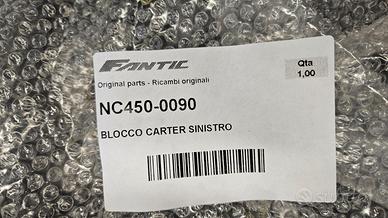 FANTIC
Original parts - Ricambi originali
Qta
1,00
NC450-0090
BLOCCO CARTER SINISTRO